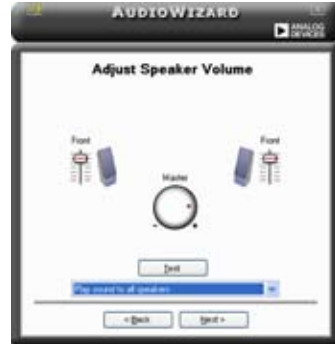 AUDIOWIZARD
ANALOG
DEVICES
Adjust Speaker Volume
Front
Front
Master
- +
Test
Play sound to all speakers
< Back
Next >